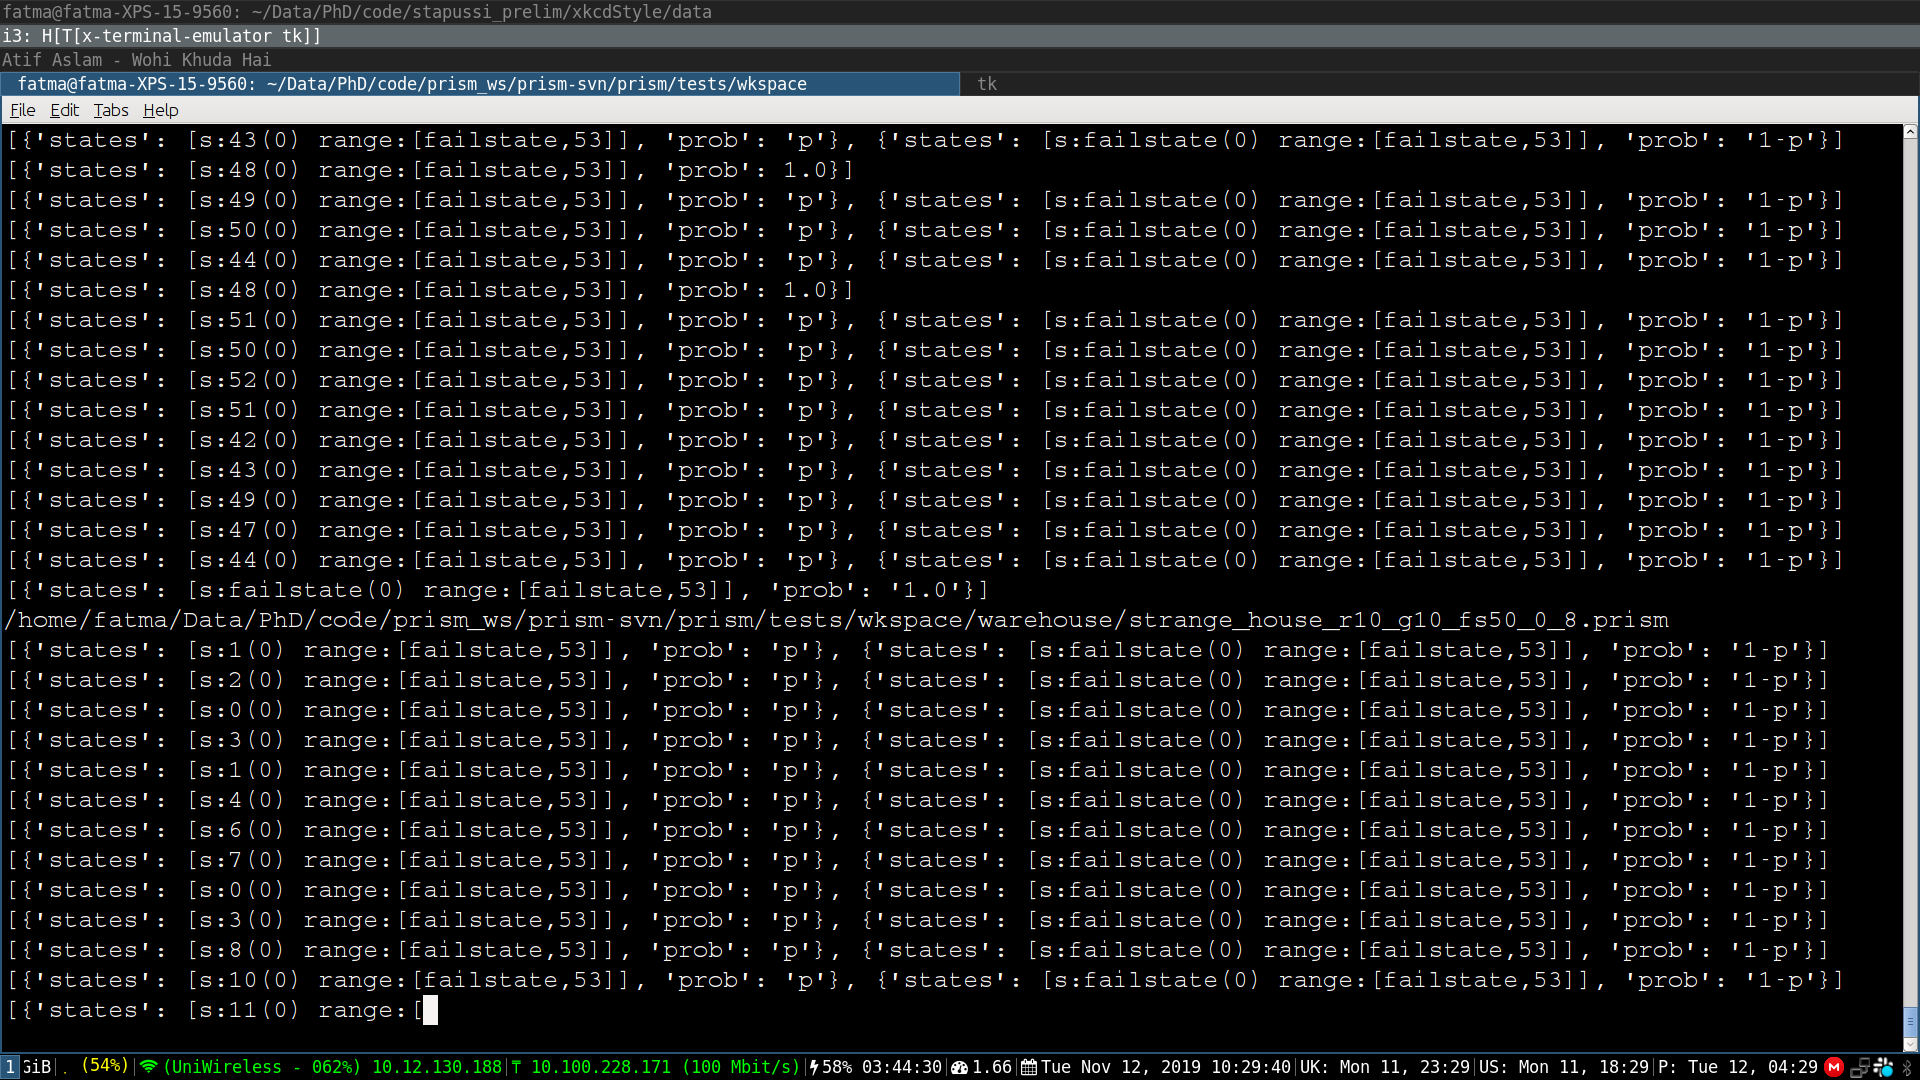 fatma@fatma-XPS-15-9560: ~/Data/PhD/code/stapussi_prelim/xkcdStyle/data
i3: H[T[x-terminal-emulator tk]]
Atif Aslam - Wohi Khuda Hai
fatma@fatma-XPS-15-9560: ~/Data/PhD/code/prism_ws/prism-svn/prism/tests/wkspace tk
File Edit Tabs Help
[{'states': [s:43(0) range:[failstate,53]], 'prob': 'p'}, {'states': [s:failstate(0) range:[failstate,53]], 'prob': '1-p'}]
[{'states': [s:48(0) range:[failstate,53]], 'prob': 1.0}]
[{'states': [s:49(0) range:[failstate,53]], 'prob': 'p'}, {'states': [s:failstate(0) range:[failstate,53]], 'prob': '1-p'}]
[{'states': [s:50(0) range:[failstate,53]], 'prob': 'p'}, {'states': [s:failstate(0) range:[failstate,53]], 'prob': '1-p'}]
[{'states': [s:44(0) range:[failstate,53]], 'prob': 'p'}, {'states': [s:failstate(0) range:[failstate,53]], 'prob': '1-p'}]
[{'states': [s:48(0) range:[failstate,53]], 'prob': 1.0}]
[{'states': [s:51(0) range:[failstate,53]], 'prob': 'p'}, {'states': [s:failstate(0) range:[failstate,53]], 'prob': '1-p'}]
[{'states': [s:50(0) range:[failstate,53]], 'prob': 'p'}, {'states': [s:failstate(0) range:[failstate,53]], 'prob': '1-p'}]
[{'states': [s:52(0) range:[failstate,53]], 'prob': 'p'}, {'states': [s:failstate(0) range:[failstate,53]], 'prob': '1-p'}]
[{'states': [s:51(0) range:[failstate,53]], 'prob': 'p'}, {'states': [s:failstate(0) range:[failstate,53]], 'prob': '1-p'}]
[{'states': [s:42(0) range:[failstate,53]], 'prob': 'p'}, {'states': [s:failstate(0) range:[failstate,53]], 'prob': '1-p'}]
[{'states': [s:43(0) range:[failstate,53]], 'prob': 'p'}, {'states': [s:failstate(0) range:[failstate,53]], 'prob': '1-p'}]
[{'states': [s:49(0) range:[failstate,53]], 'prob': 'p'}, {'states': [s:failstate(0) range:[failstate,53]], 'prob': '1-p'}]
[{'states': [s:47(0) range:[failstate,53]], 'prob': 'p'}, {'states': [s:failstate(0) range:[failstate,53]], 'prob': '1-p'}]
[{'states': [s:44(0) range:[failstate,53]], 'prob': 'p'}, {'states': [s:failstate(0) range:[failstate,53]], 'prob': '1-p'}]
[{'states': [s:failstate(0) range:[failstate,53]], 'prob': '1.0'}]
/home/fatma/Data/PhD/code/prism_ws/prism-svn/prism/tests/wkspace/warehouse/strange_house_r10_g10_fs50_0_8.prism
[{'states': [s:1(0) range:[failstate,53]], 'prob': 'p'}, {'states': [s:failstate(0) range:[failstate,53]], 'prob': '1-p'}]
[{'states': [s:2(0) range:[failstate,53]], 'prob': 'p'}, {'states': [s:failstate(0) range:[failstate,53]], 'prob': '1-p'}]
[{'states': [s:0(0) range:[failstate,53]], 'prob': 'p'}, {'states': [s:failstate(0) range:[failstate,53]], 'prob': '1-p'}]
[{'states': [s:3(0) range:[failstate,53]], 'prob': 'p'}, {'states': [s:failstate(0) range:[failstate,53]], 'prob': '1-p'}]
[{'states': [s:1(0) range:[failstate,53]], 'prob': 'p'}, {'states': [s:failstate(0) range:[failstate,53]], 'prob': '1-p'}]
[{'states': [s:4(0) range:[failstate,53]], 'prob': 'p'}, {'states': [s:failstate(0) range:[failstate,53]], 'prob': '1-p'}]
[{'states': [s:6(0) range:[failstate,53]], 'prob': 'p'}, {'states': [s:failstate(0) range:[failstate,53]], 'prob': '1-p'}]
[{'states': [s:7(0) range:[failstate,53]], 'prob': 'p'}, {'states': [s:failstate(0) range:[failstate,53]], 'prob': '1-p'}]
[{'states': [s:0(0) range:[failstate,53]], 'prob': 'p'}, {'states': [s:failstate(0) range:[failstate,53]], 'prob': '1-p'}]
[{'states': [s:3(0) range:[failstate,53]], 'prob': 'p'}, {'states': [s:failstate(0) range:[failstate,53]], 'prob': '1-p'}]
[{'states': [s:8(0) range:[failstate,53]], 'prob': 'p'}, {'states': [s:failstate(0) range:[failstate,53]], 'prob': '1-p'}]
[{'states': [s:10(0) range:[failstate,53]], 'prob': 'p'}, {'states': [s:failstate(0) range:[failstate,53]], 'prob': '1-p'}]
[{'states': [s:11(0) range:[
1 GiB|. (54%)|(UniWireless - 062%) 10.12.130.188| 10.100.228.171 (100 Mbit/s)|58% 03:44:30|1.66|Tue Nov 12, 2019 10:29:40|UK: Mon 11, 23:29|US: Mon 11, 18:29|P: Tue 12, 04:29 M